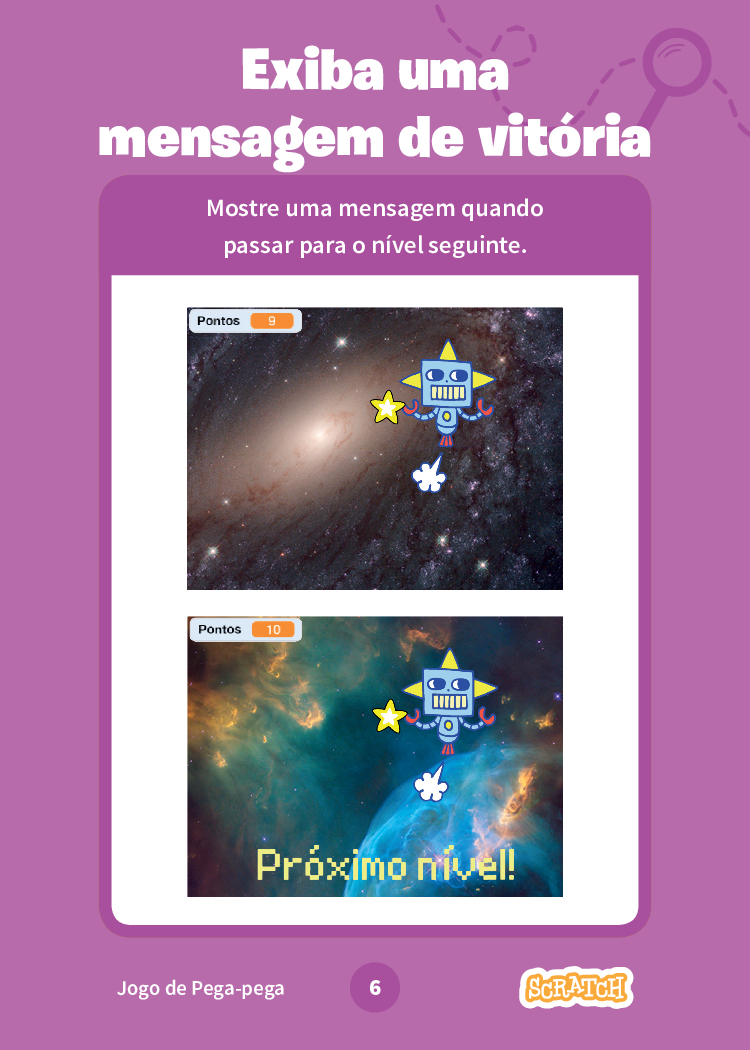 Exiba uma
mensagem de vitória
Mostre uma mensagem quando
passar para o nível seguinte.
Pontos 9
Pontos 10
Próximo nível!
Jogo de Pega-pega
6
SCRATCH